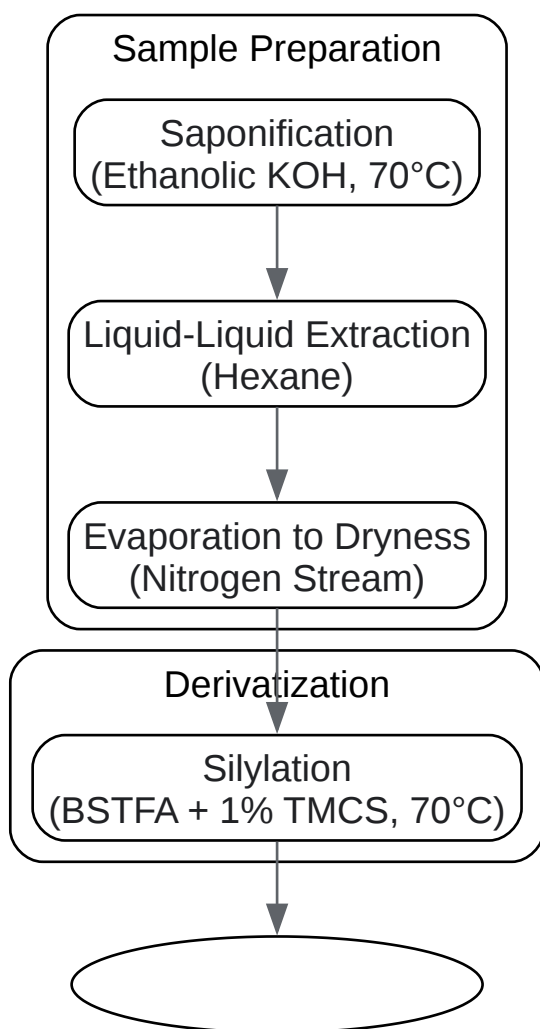 Sample Preparation
Saponification
(Ethanolic KOH, 70°C)
Liquid-Liquid Extraction
(Hexane)
Evaporation to Dryness
(Nitrogen Stream)
Derivatization
Silylation
(BSTFA + 1% TMCS, 70°C)